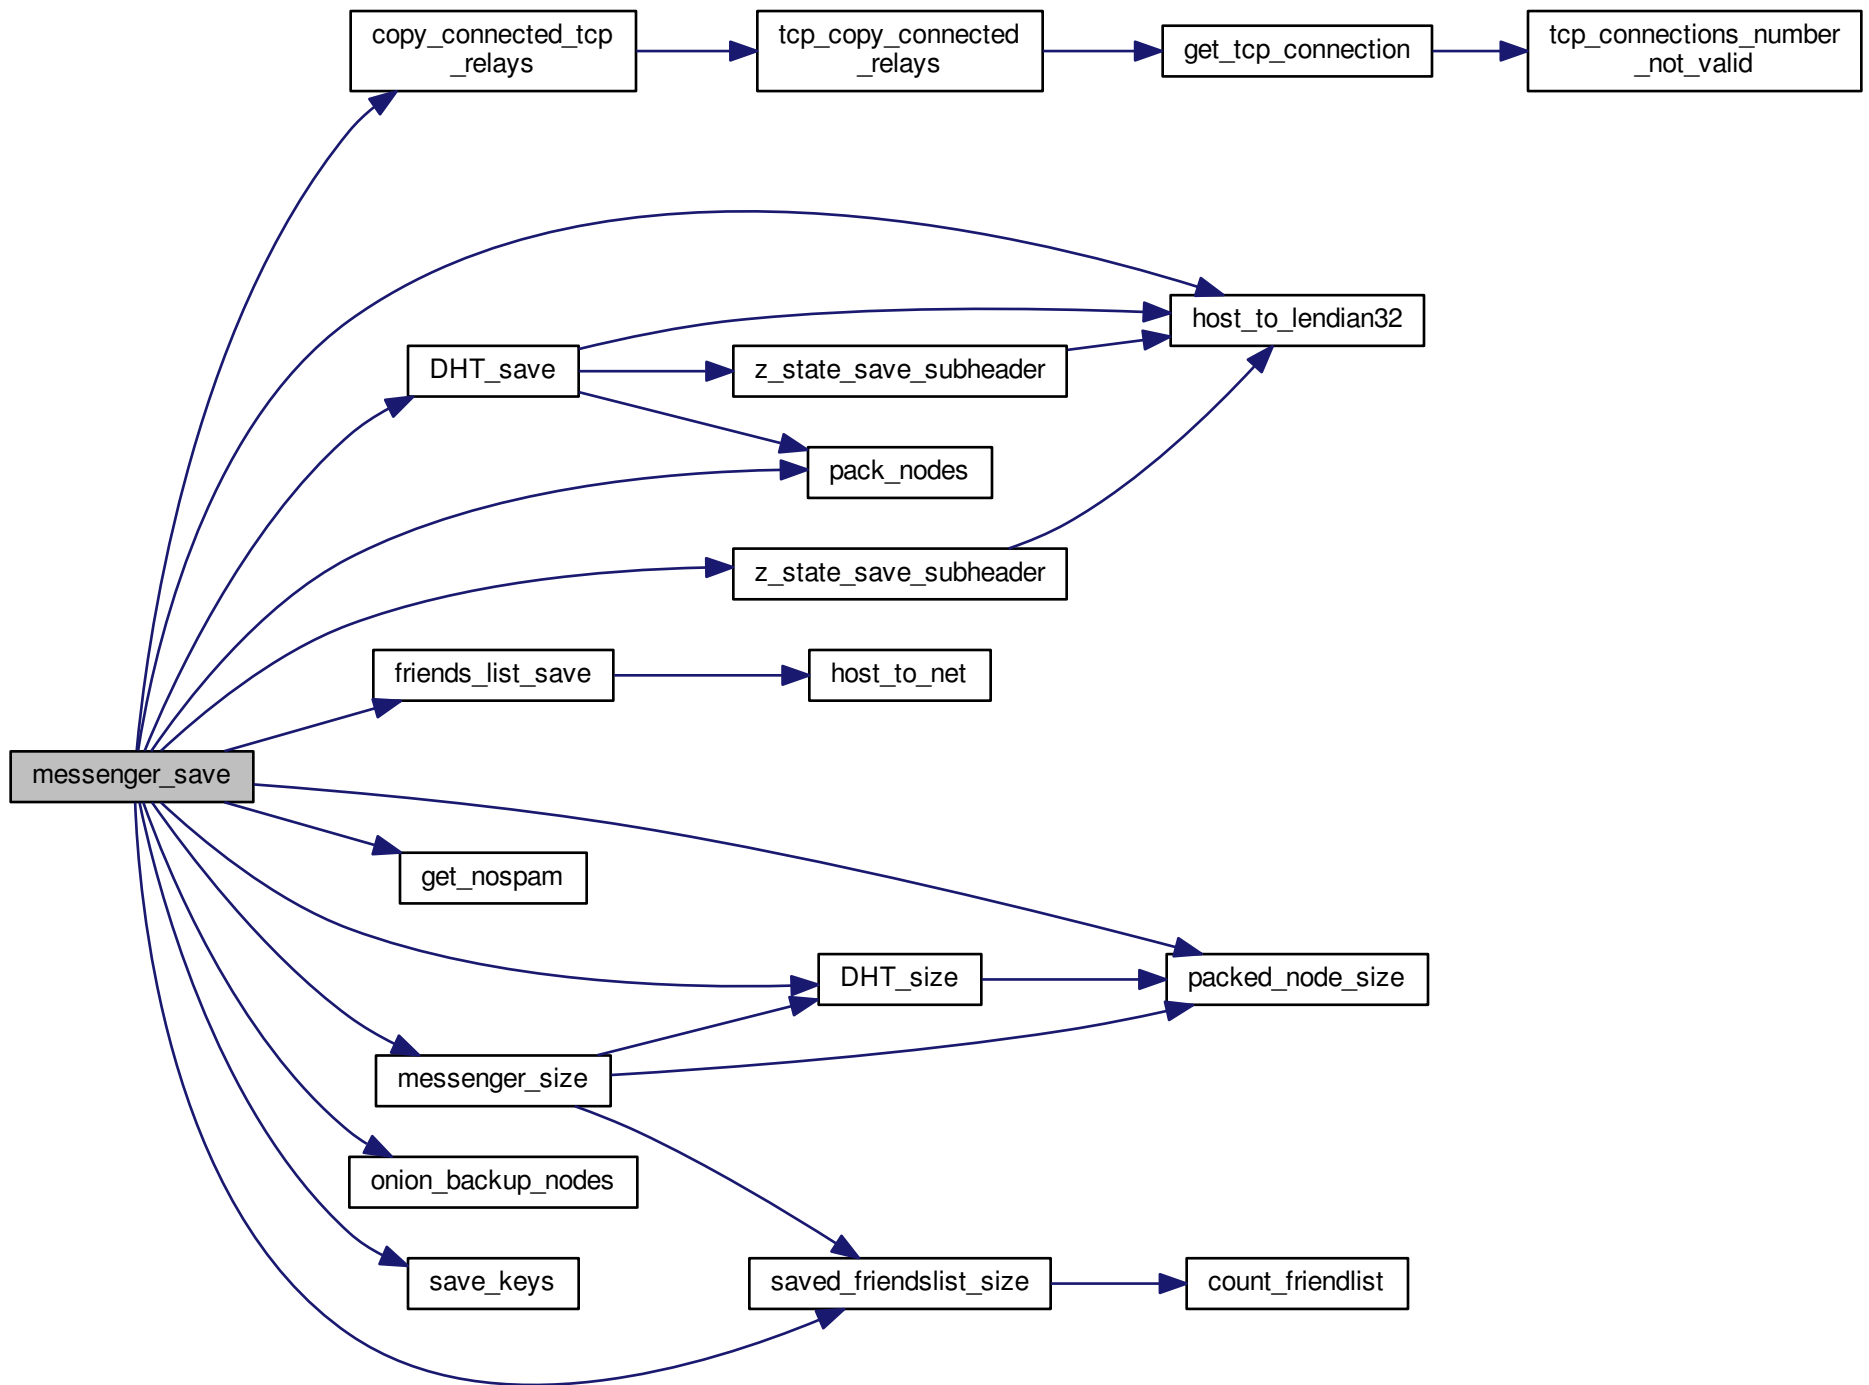 copy_connected_tcp
_relays
tcp_copy_connected
_relays
get_tcp_connection
tcp_connections_number
_not_valid
host_to_lendian32
DHT_save
z_state_save_subheader
pack_nodes
z_state_save_subheader
friends_list_save
host_to_net
messenger_save
get_nospam
DHT_size
packed_node_size
messenger_size
onion_backup_nodes
save_keys
saved_friendslist_size
count_friendlist